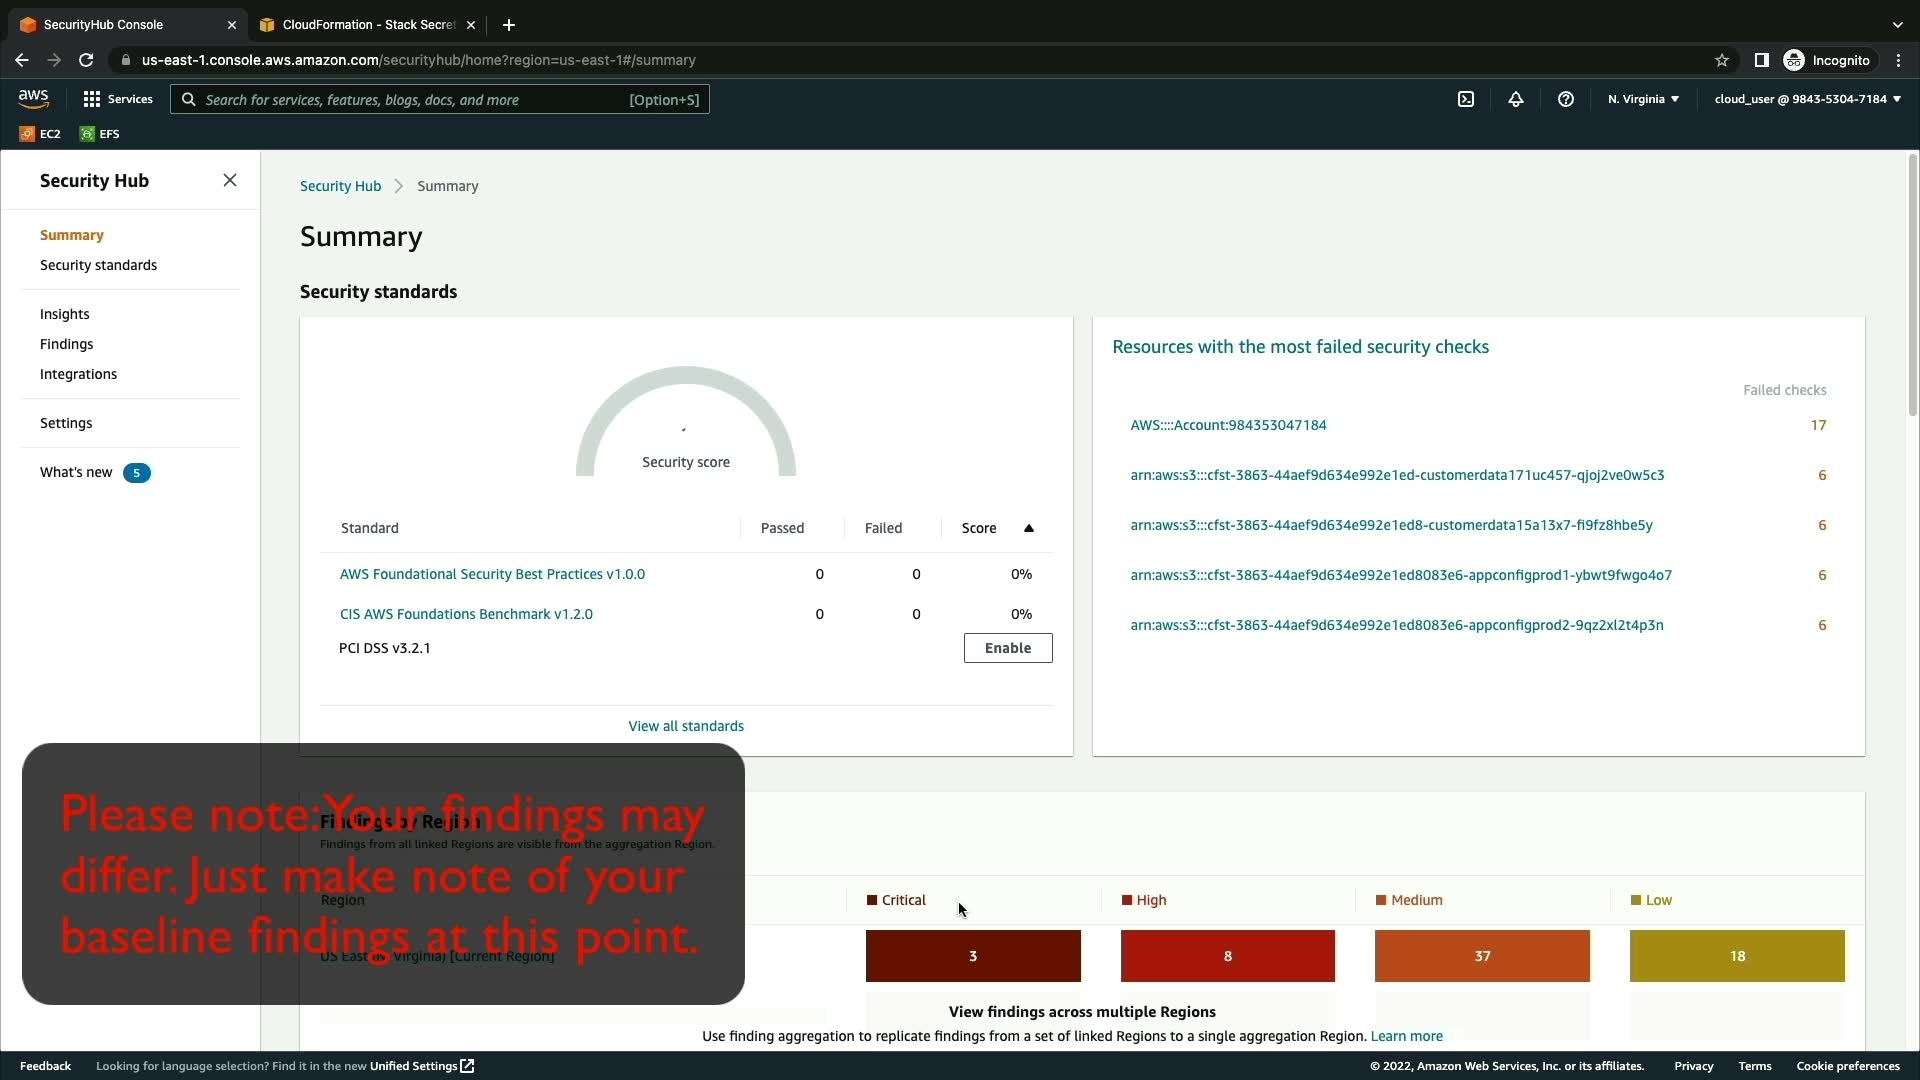 SecurityHub Console
CloudFormation - Stack Secret
us-east-1.console.aws.amazon.com/securityhub/home?region=us-east-1#/summary
Incognito
aws
Services
Search for services, features, blogs, docs, and more
[Option+S]
N. Virginia
cloud_user @ 9843-5304-7184
EC2
EFS
Security Hub
Summary
Security standards
Insights
Findings
Integrations
Settings
What's new 5
Security Hub > Summary
Summary
Security standards
Security score
Standard Passed Failed Score
AWS Foundational Security Best Practices v1.0.0 0 0 0%
CIS AWS Foundations Benchmark v1.2.0 0 0 0%
PCI DSS v3.2.1 Enable
View all standards
Resources with the most failed security checks
Failed checks
AWS::::Account:984353047184 17
arn:aws:s3:::cfst-3863-44aef9d634e992e1ed-customerdata171uc457-qjoj2ve0w5c3 6
arn:aws:s3:::cfst-3863-44aef9d634e992e1ed8-customerdata15a13x7-fi9fz8hbe5y 6
arn:aws:s3:::cfst-3863-44aef9d634e992e1ed8083e6-appconfigprod1-ybwt9fwgo4o7 6
arn:aws:s3:::cfst-3863-44aef9d634e992e1ed8083e6-appconfigprod2-9qz2xl2t4p3n 6
Findings by Region
Findings from all linked Regions are visible from the aggregation Region.
Region Critical High Medium Low
US East (N. Virginia) [Current Region] 3 8 37 18
Please note: Your findings may
differ. Just make note of your
baseline findings at this point.
View findings across multiple Regions
Use finding aggregation to replicate findings from a set of linked Regions to a single aggregation Region. Learn more
Feedback
Looking for language selection? Find it in the new Unified Settings
© 2022, Amazon Web Services, Inc. or its affiliates.
Privacy
Terms
Cookie preferences